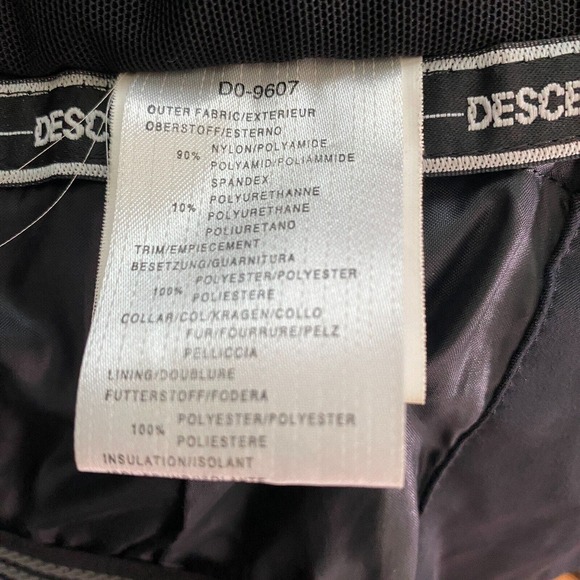 D0-9607
OUTER FABRIC/EXTERIEUR
OBERSTOFF/ESTERNO
90% NYLON/POLYAMIDE
POLYAMID/POLIAMMIDE
SPANDEX
POLYURETHANNE
10% POLYURETHANE
POLIURETANO
TRIM/EMPIECEMENT
BESETZUNG/GUARNITURA
POLYESTER/POLYESTER
100% POLIESTERE
COLLAR/COL/KRAGEN/COLLO
FUR/FOURRURE/PELZ
PELLICCIA
LINING/DOUBLURE
FUTTERSTOFF/FODERA
POLYESTER/POLYESTER
100% POLIESTERE
INSULATION/ISOLANT
DESCE
DESCE